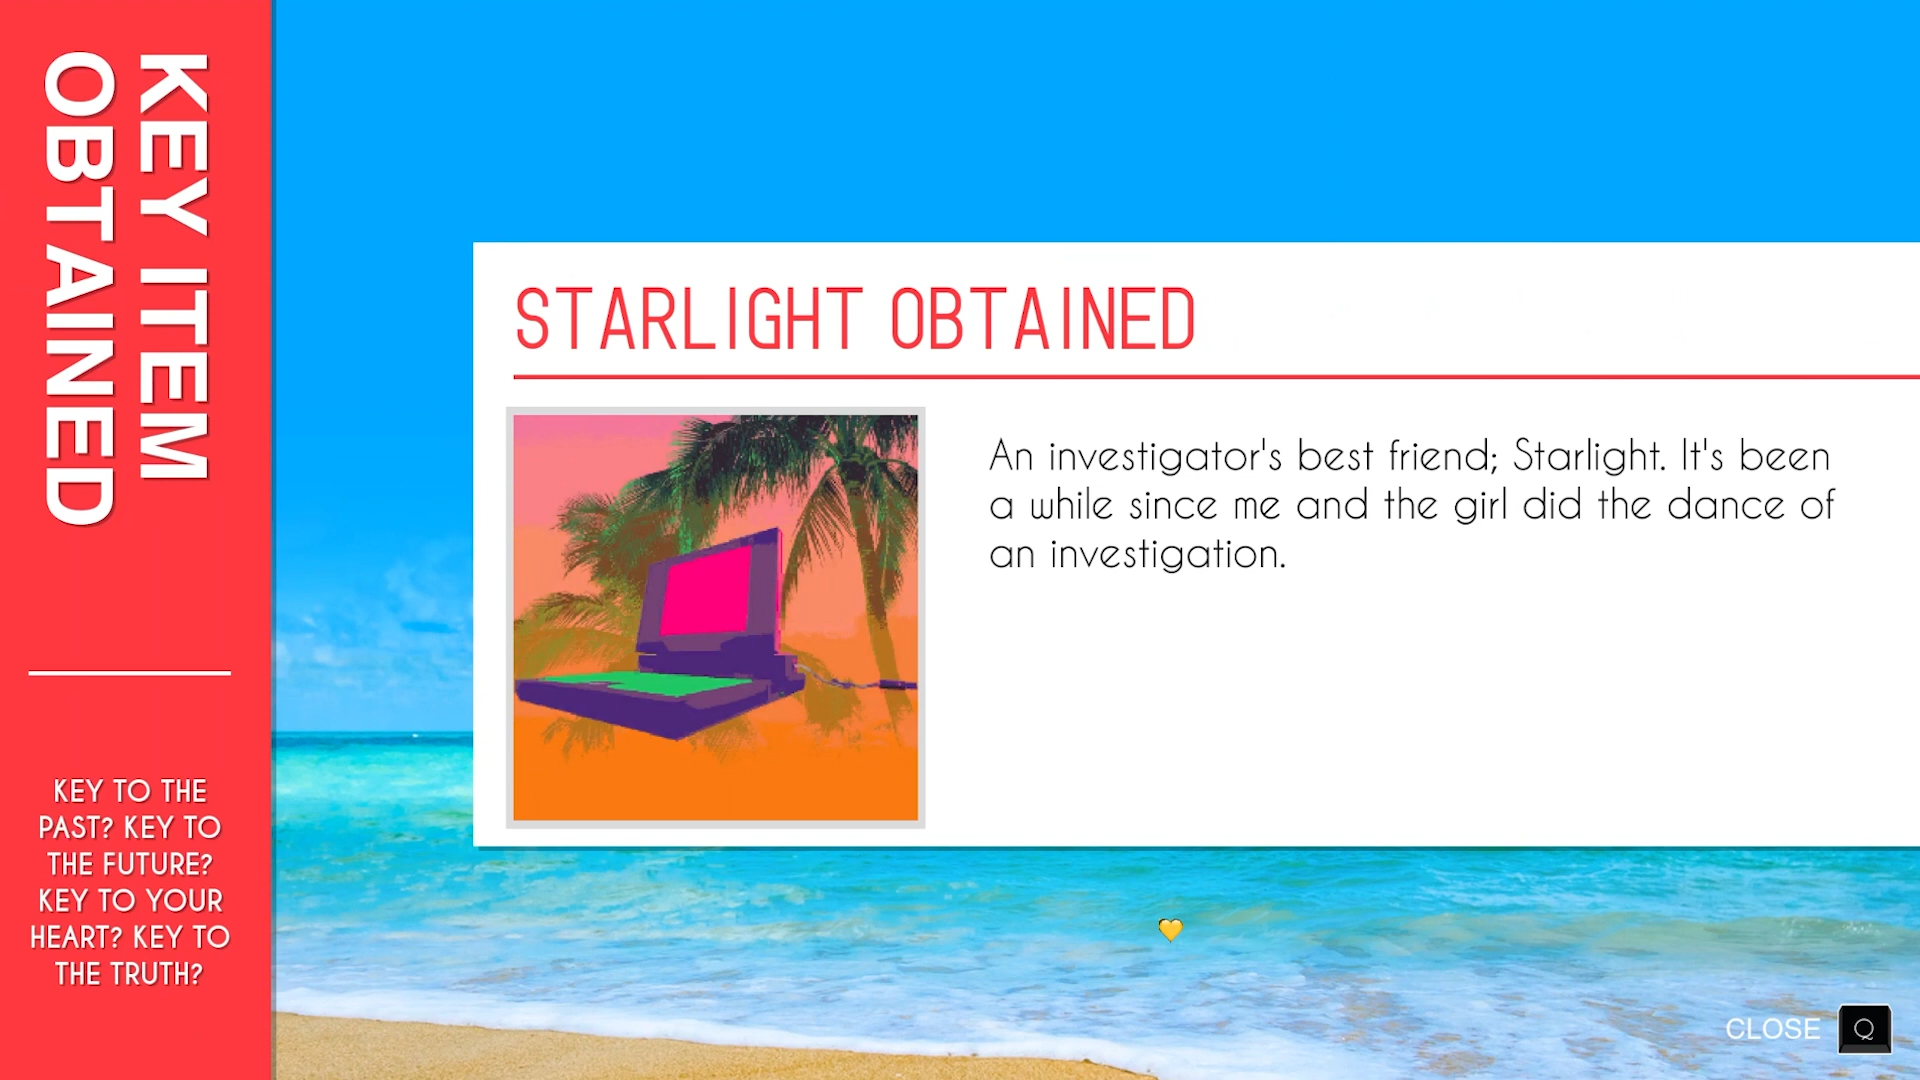 KEY ITEM
OBTAINED
KEY TO THE
PAST? KEY TO
THE FUTURE?
KEY TO YOUR
HEART? KEY TO
THE TRUTH?
STARLIGHT OBTAINED
An investigator's best friend; Starlight. It's been
a while since me and the girl did the dance of
an investigation.
CLOSE Q